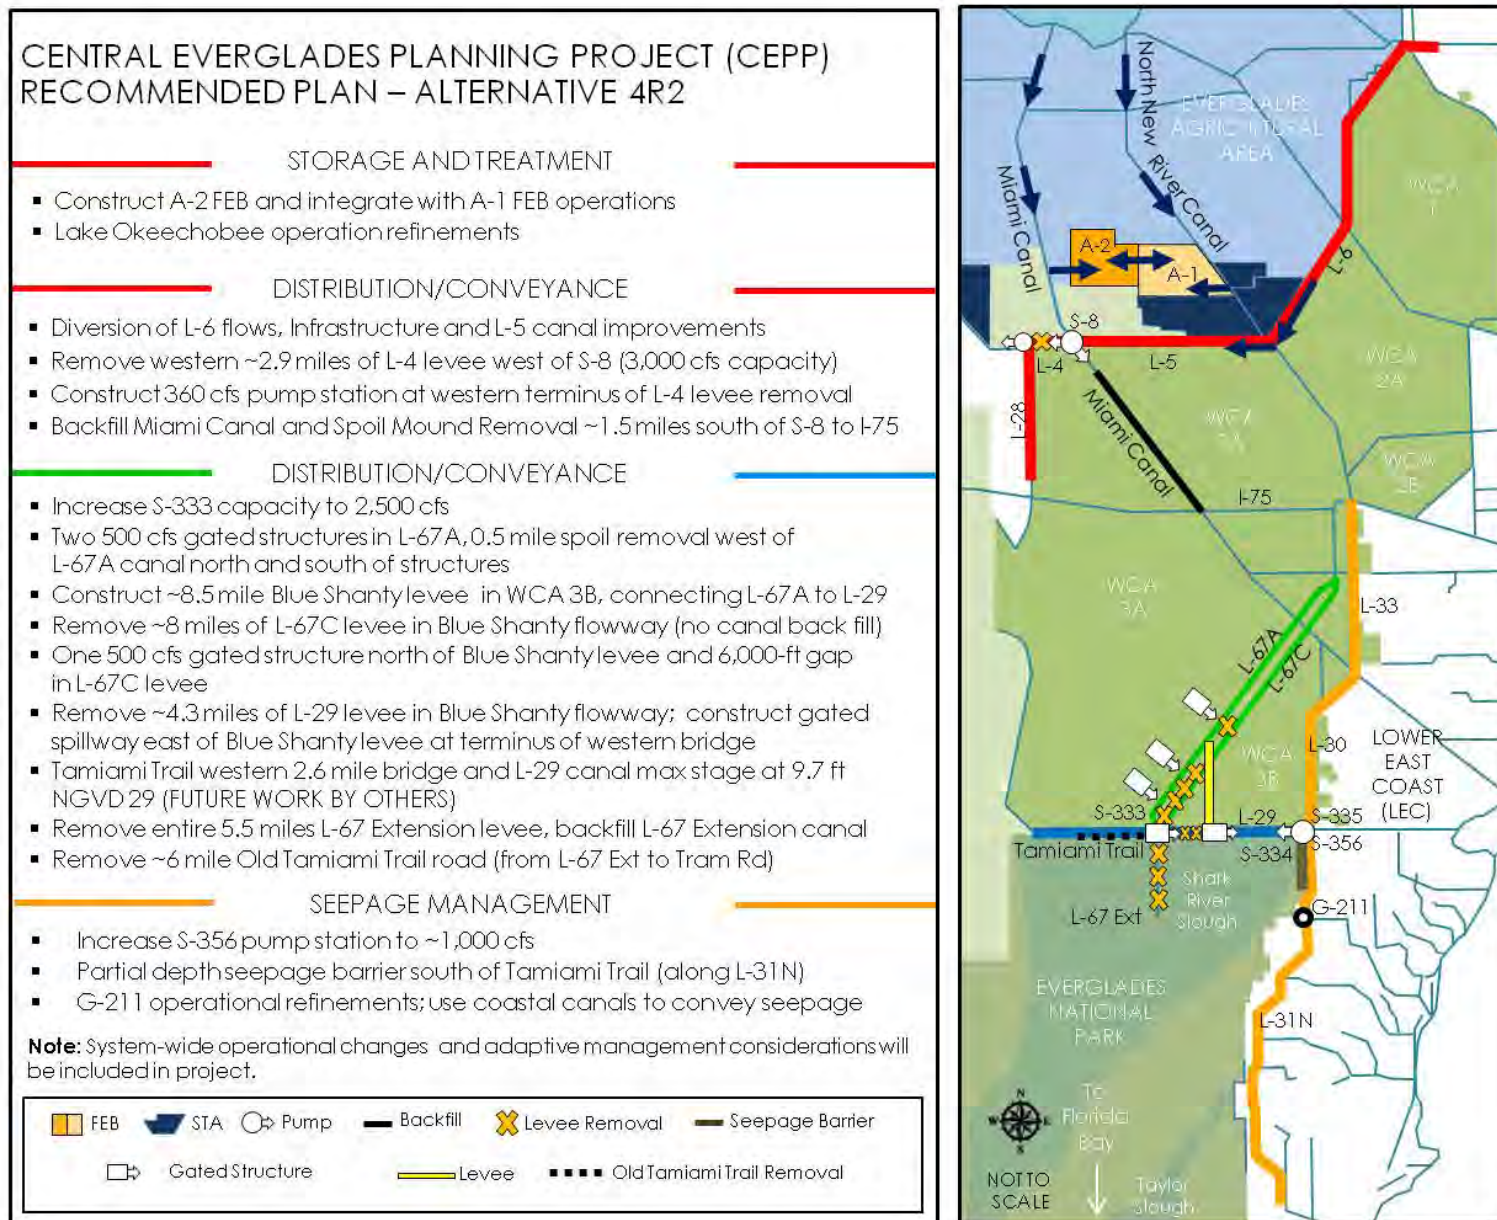 CENTRAL EVERGLADES PLANNING PROJECT (CEPP)
RECOMMENDED PLAN – ALTERNATIVE 4R2
STORAGE AND TREATMENT
▪ Construct A-2 FEB and integrate with A-1 FEB operations
▪ Lake Okeechobee operation refinements
DISTRIBUTION/CONVEYANCE
▪ Diversion of L-6 flows, Infrastructure and L-5 canal improvements
▪ Remove western ~2.9 miles of L-4 levee west of S-8 (3,000 cfs capacity)
▪ Construct 360 cfs pump station at western terminus of L-4 levee removal
▪ Backfill Miami Canal and Spoil Mound Removal ~1.5 miles south of S-8 to I-75
DISTRIBUTION/CONVEYANCE
▪ Increase S-333 capacity to 2,500 cfs
▪ Two 500 cfs gated structures in L-67A, 0.5 mile spoil removal west of
L-67A canal north and south of structures
▪ Construct ~8.5 mile Blue Shanty levee in WCA 3B, connecting L-67A to L-29
▪ Remove ~8 miles of L-67C levee in Blue Shanty flowway (no canal back fill)
▪ One 500 cfs gated structure north of Blue Shanty levee and 6,000-ft gap
in L-67C levee
▪ Remove ~4.3 miles of L-29 levee in Blue Shanty flowway; construct gated
spillway east of Blue Shanty levee at terminus of western bridge
▪ Tamiami Trail western 2.6 mile bridge and L-29 canal max stage at 9.7 ft
NGVD 29 (FUTURE WORK BY OTHERS)
▪ Remove entire 5.5 miles L-67 Extension levee, backfill L-67 Extension canal
▪ Remove ~6 mile Old Tamiami Trail road (from L-67 Ext to Tram Rd)
SEEPAGE MANAGEMENT
▪ Increase S-356 pump station to ~1,000 cfs
▪ Partial depth seepage barrier south of Tamiami Trail (along L-31N)
▪ G-211 operational refinements; use coastal canals to convey seepage
Note: System-wide operational changes and adaptive management considerations will
be included in project.
FEB
STA
Pump
Backfill
Levee Removal
Seepage Barrier
Gated Structure
Levee
Old Tamiami Trail Removal
North New River Canal
EVERGLADES
AGRICULTURAL
AREA
WCA
1
Miami Canal
A-2
A-1
L-6
S-8
L-4
L-5
WCA
2A
L-28
Miami Canal
WCA
3A
WCA
2B
I-75
WCA
3A
L-33
L-67A
L-67C
L-30
LOWER
EAST
COAST
(LEC)
WCA
3B
S-333
L-29
S-335
S-356
Tamiami Trail
S-334
Shark
River
Slough
L-67 Ext
G-211
EVERGLADES
NATIONAL
PARK
L-31N
To
Florida
Bay
N
W
E
S
NOT TO
SCALE
Taylor
Slough